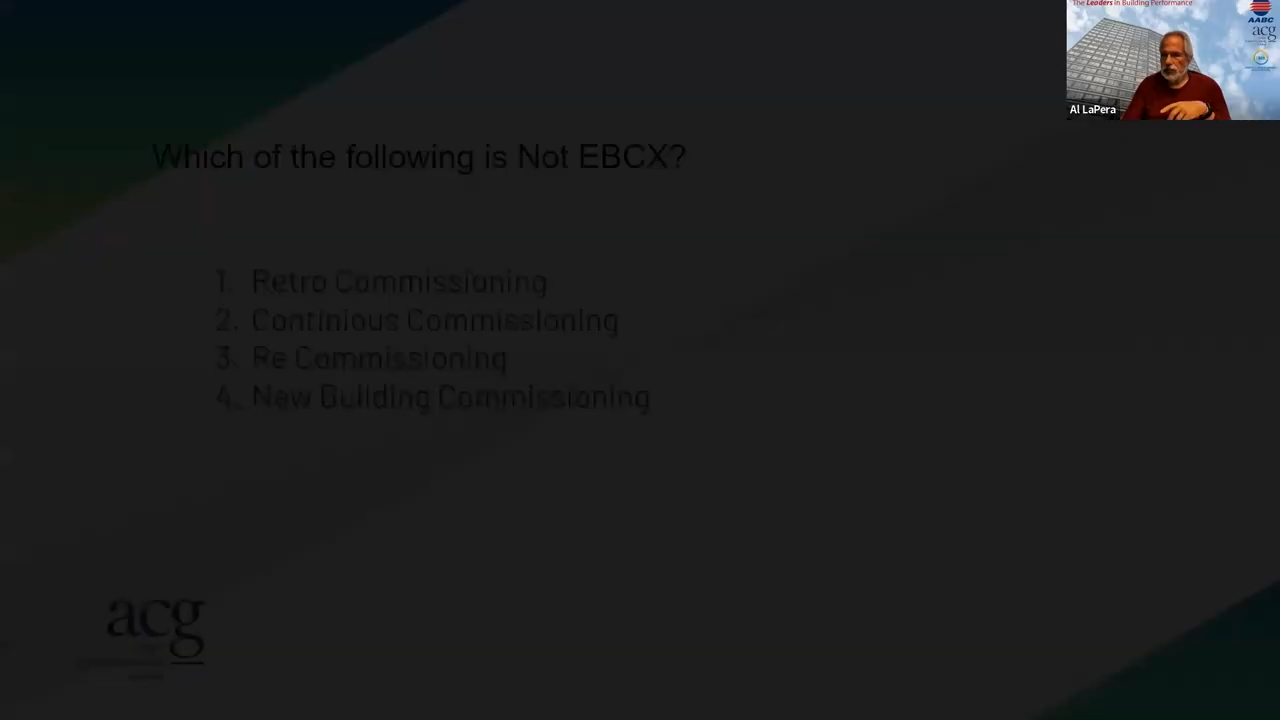 The Leaders in Building Performance
AABC
acg
Al LaPera
Which of the following is Not EBCX?
1. Retro Commissioning
2. Continious Commissioning
3. Re Commissioning
4. New Building Commissioning
acg